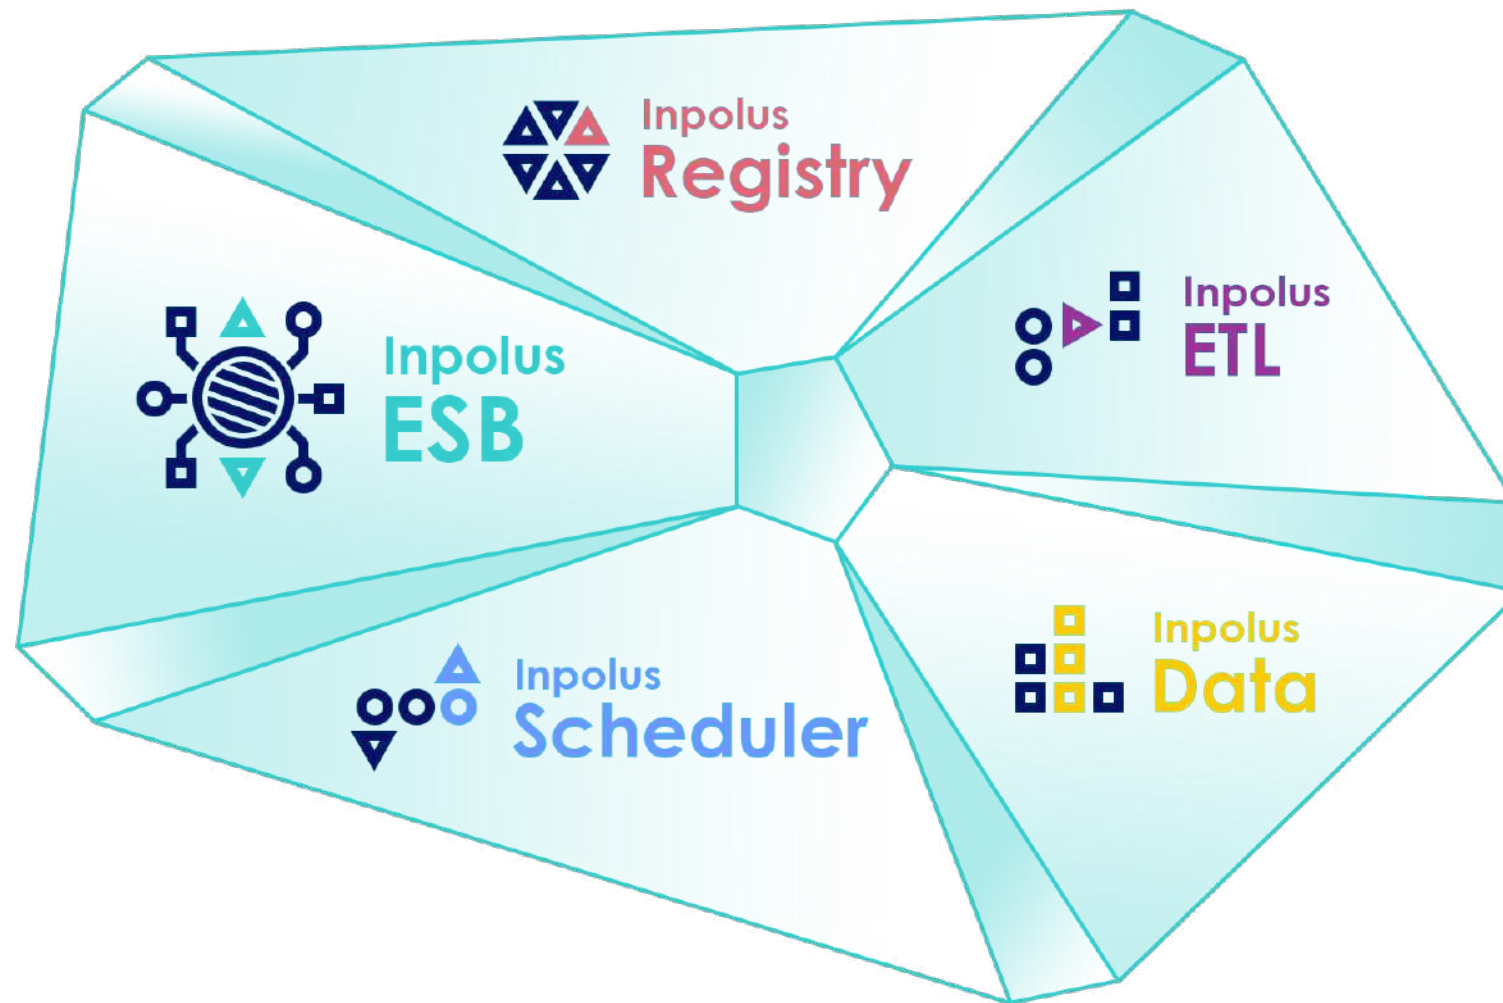 Inpolus
Registry
Inpolus
ETL
Inpolus
ESB
Inpolus
Data
Inpolus
Scheduler